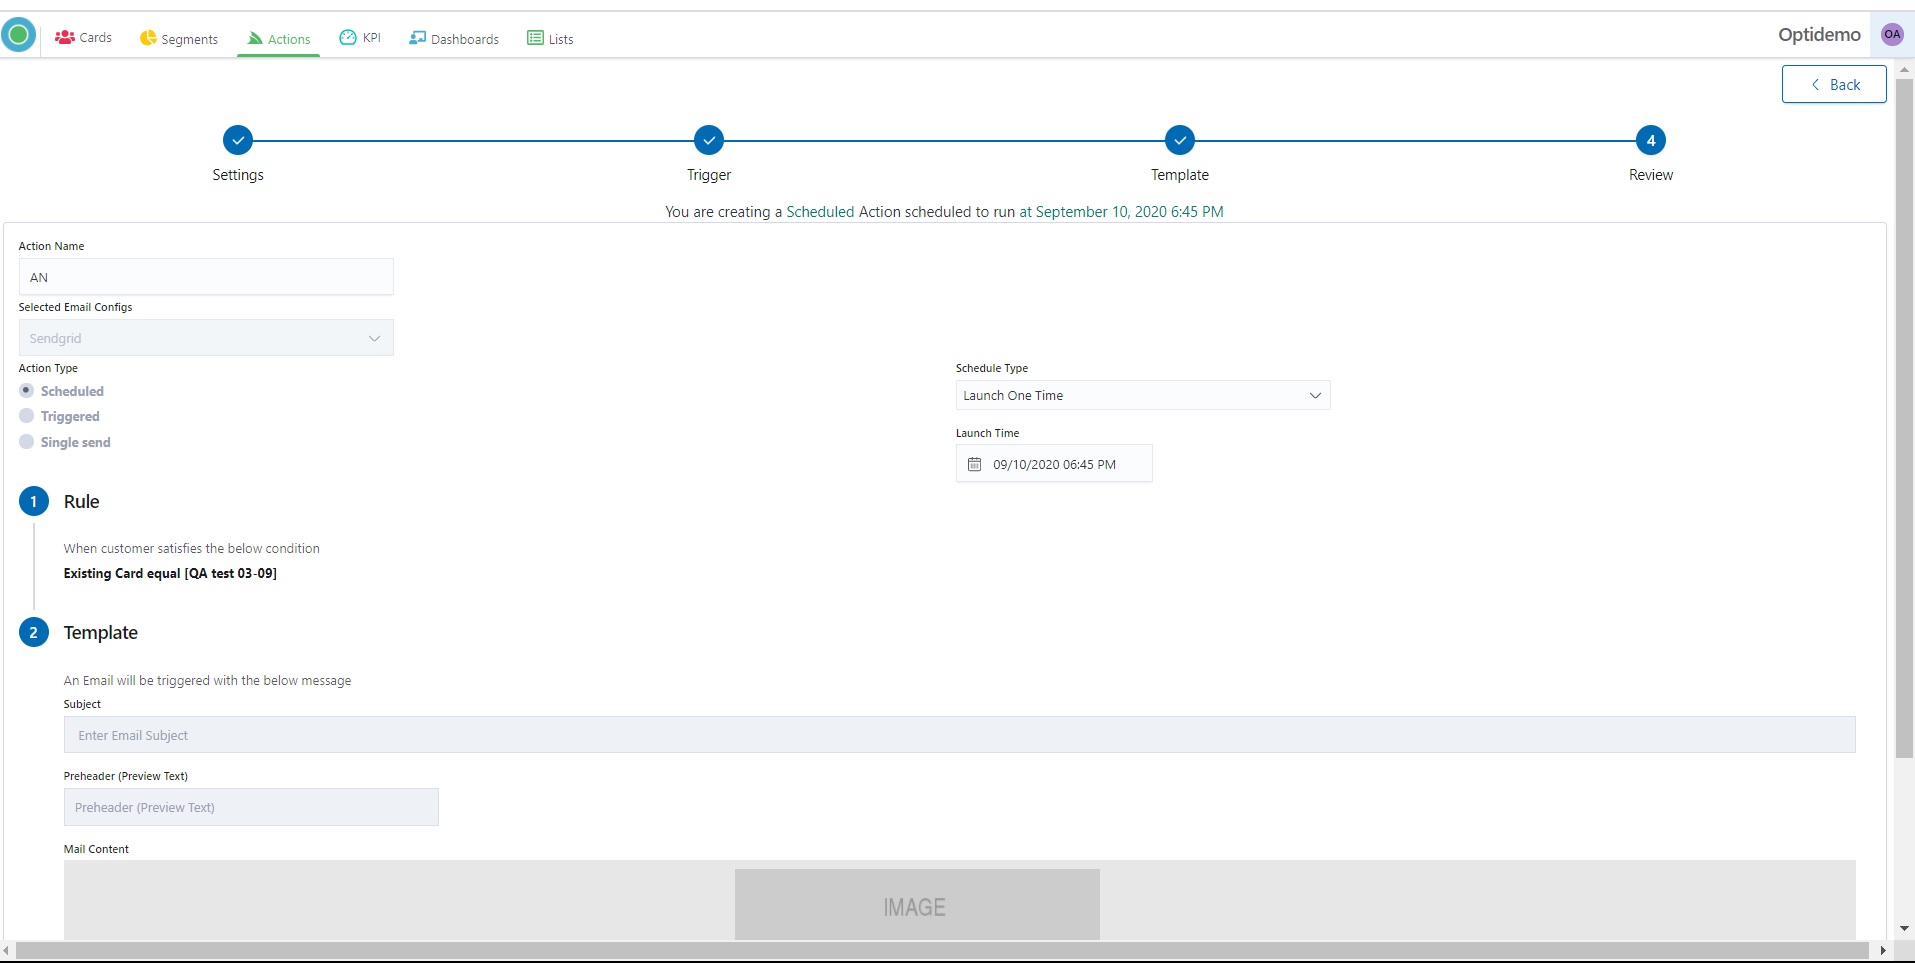 Cards
Segments
Actions
KPI
Dashboards
Lists
Optidemo
OA
Back
4
Settings
Trigger
Template
Review
You are creating a Scheduled Action scheduled to run at September 10, 2020 6:45 PM
Action Name
AN
Selected Email Configs
Sendgrid
Action Type
Scheduled
Triggered
Single send
Schedule Type
Launch One Time
Launch Time
09/10/2020 06:45 PM
1
Rule
When customer satisfies the below condition
Existing Card equal [QA test 03-09]
2
Template
An Email will be triggered with the below message
Subject
Enter Email Subject
Preheader (Preview Text)
Preheader (Preview Text)
Mail Content
IMAGE